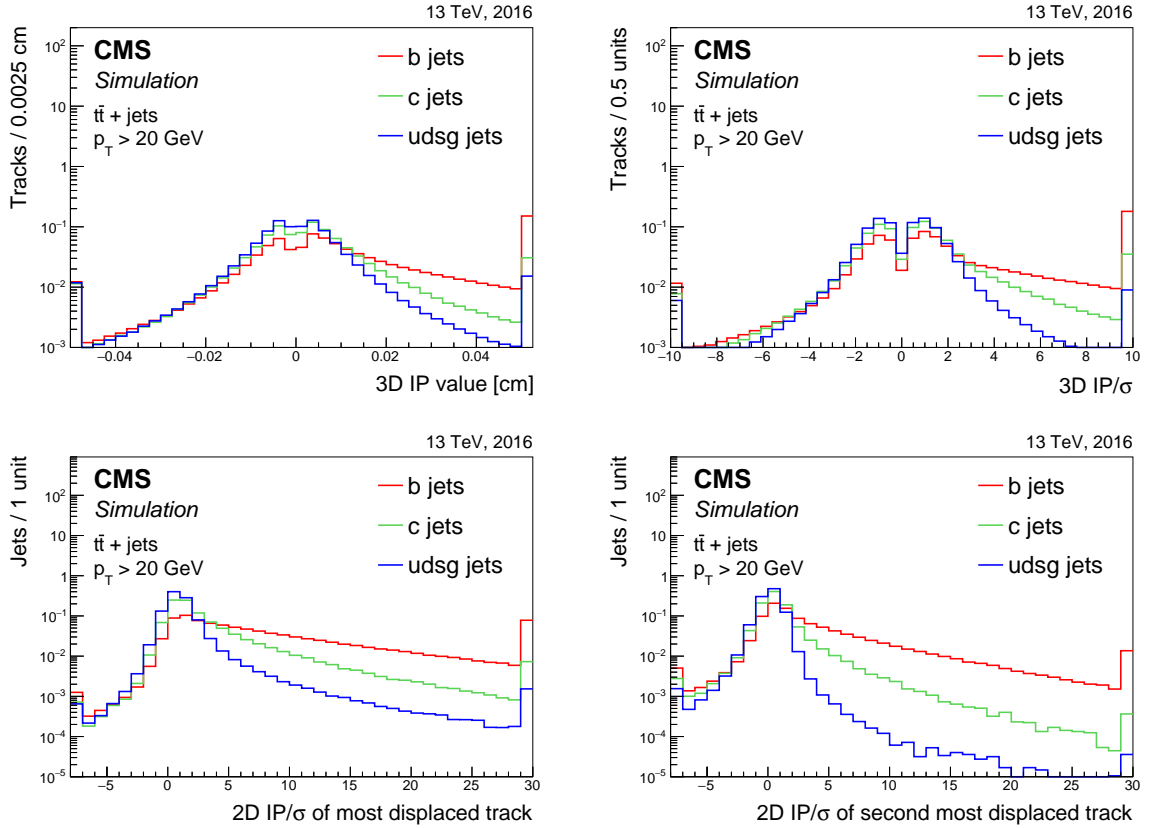 13 TeV, 2016
CMS
Simulation
tt̄ + jets
p_T > 20 GeV
b jets
c jets
udsg jets
Tracks / 0.0025 cm
10²
10
1
10⁻¹
10⁻²
10⁻³
−0.04 −0.02 0 0.02 0.04
3D IP value [cm]
13 TeV, 2016
CMS
Simulation
tt̄ + jets
p_T > 20 GeV
b jets
c jets
udsg jets
Tracks / 0.5 units
10²
10
1
10⁻¹
10⁻²
10⁻³
−10 −8 −6 −4 −2 0 2 4 6 8 10
3D IP/σ
13 TeV, 2016
CMS
Simulation
tt̄ + jets
p_T > 20 GeV
b jets
c jets
udsg jets
Jets / 1 unit
10²
10
1
10⁻¹
10⁻²
10⁻³
10⁻⁴
10⁻⁵
−5 0 5 10 15 20 25 30
2D IP/σ of most displaced track
13 TeV, 2016
CMS
Simulation
tt̄ + jets
p_T > 20 GeV
b jets
c jets
udsg jets
Jets / 1 unit
10²
10
1
10⁻¹
10⁻²
10⁻³
10⁻⁴
10⁻⁵
−5 0 5 10 15 20 25 30
2D IP/σ of second most displaced track